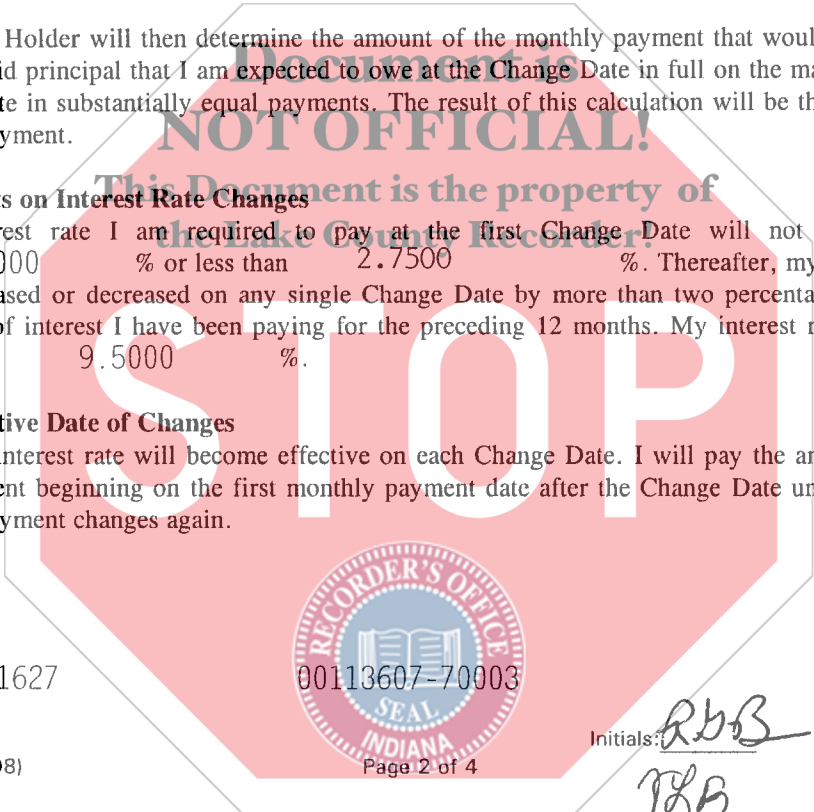 Holder will then determine the amount of the monthly payment that woul
id principal that I am expected to owe at the Change Date in full on the ma
te in substantially equal payments. The result of this calculation will be th
yment.
Document is
NOT OFFICIAL!
This Document is the property of
the Lake County Recorder!
s on Interest Rate Changes
rest rate I am required to pay at the first Change Date will not
000 % or less than 2.7500 %. Thereafter, my
ased or decreased on any single Change Date by more than two percenta
of interest I have been paying for the preceding 12 months. My interest r
9.5000 %.
STOP
tive Date of Changes
interest rate will become effective on each Change Date. I will pay the a
ent beginning on the first monthly payment date after the Change Date un
yment changes again.
RECORDER'S OFFICE
1627 00113607-70003
SEAL
INDIANA
Initials: RBB
98) Page 2 of 4